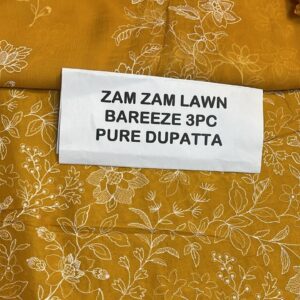 ZAM ZAM LAWN
BAREEZE 3PC
PURE DUPATTA